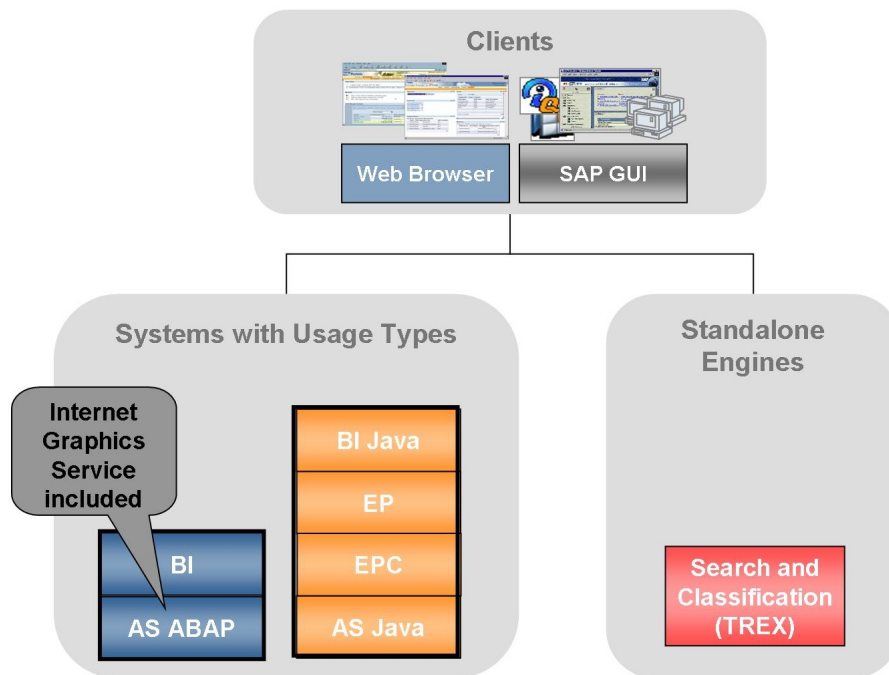 Clients
Web Browser
SAP GUI
Systems with Usage Types
Standalone
Engines
Internet
Graphics
Service
included
BI Java
EP
EPC
AS Java
BI
AS ABAP
Search and
Classification
(TREX)